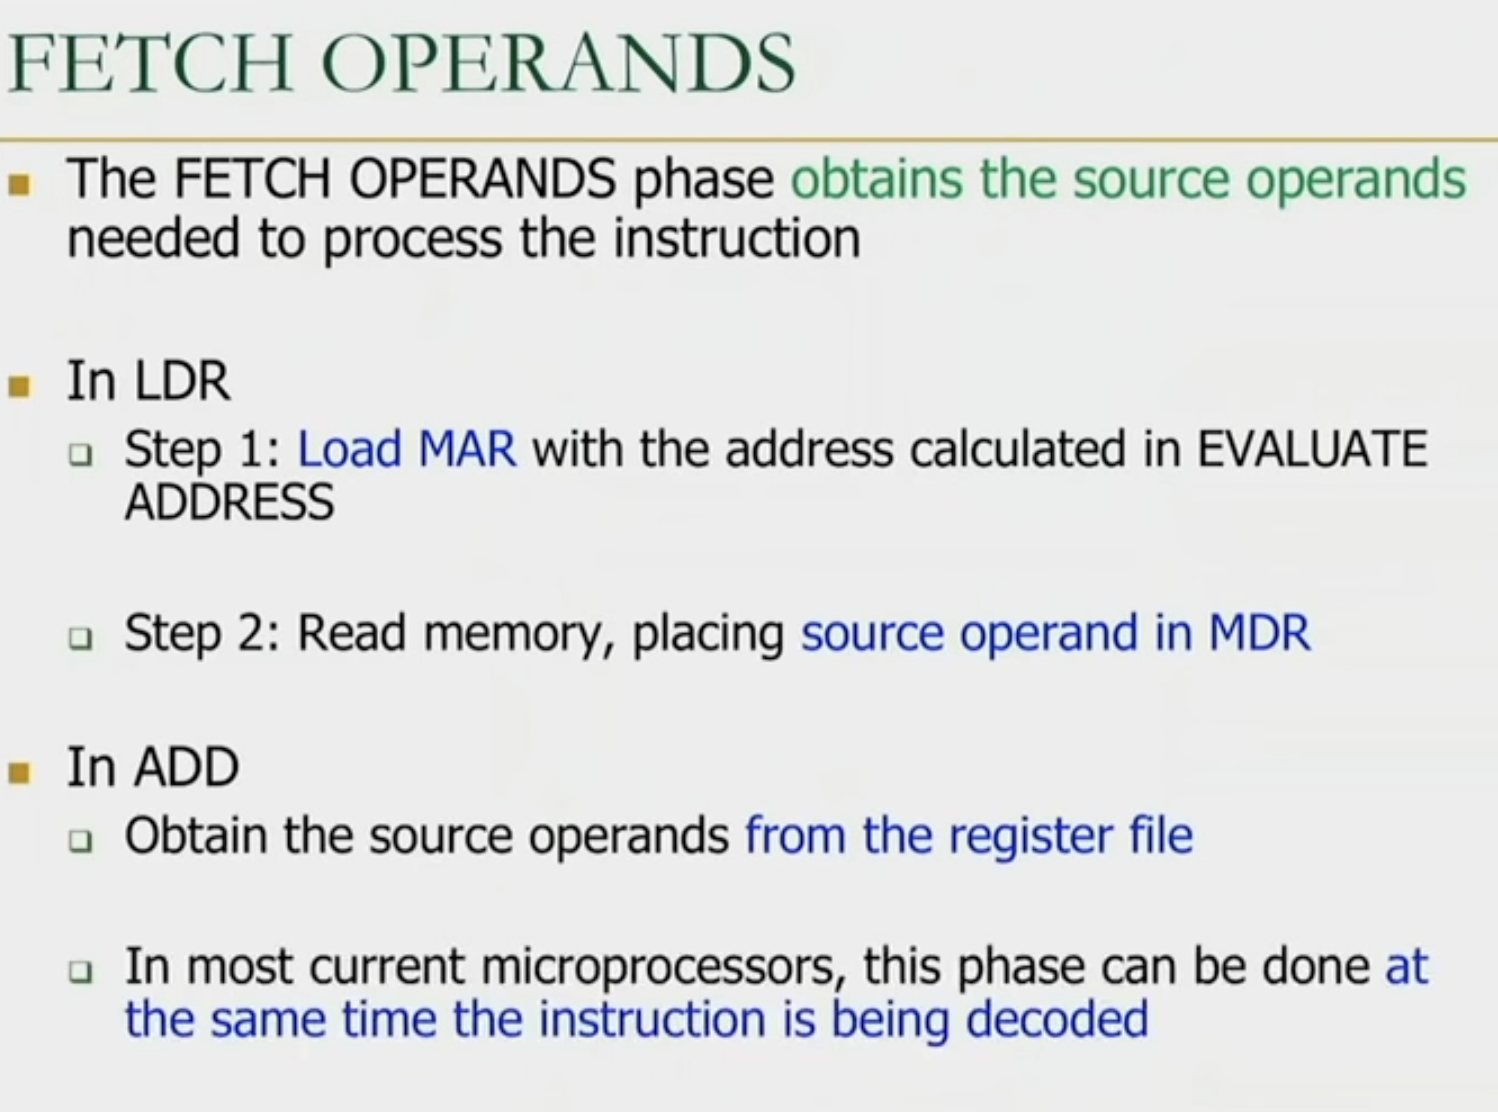 FETCH OPERANDS
The FETCH OPERANDS phase obtains the source operands
needed to process the instruction
In LDR
Step 1: Load MAR with the address calculated in EVALUATE
ADDRESS
Step 2: Read memory, placing source operand in MDR
In ADD
Obtain the source operands from the register file
In most current microprocessors, this phase can be done at
the same time the instruction is being decoded